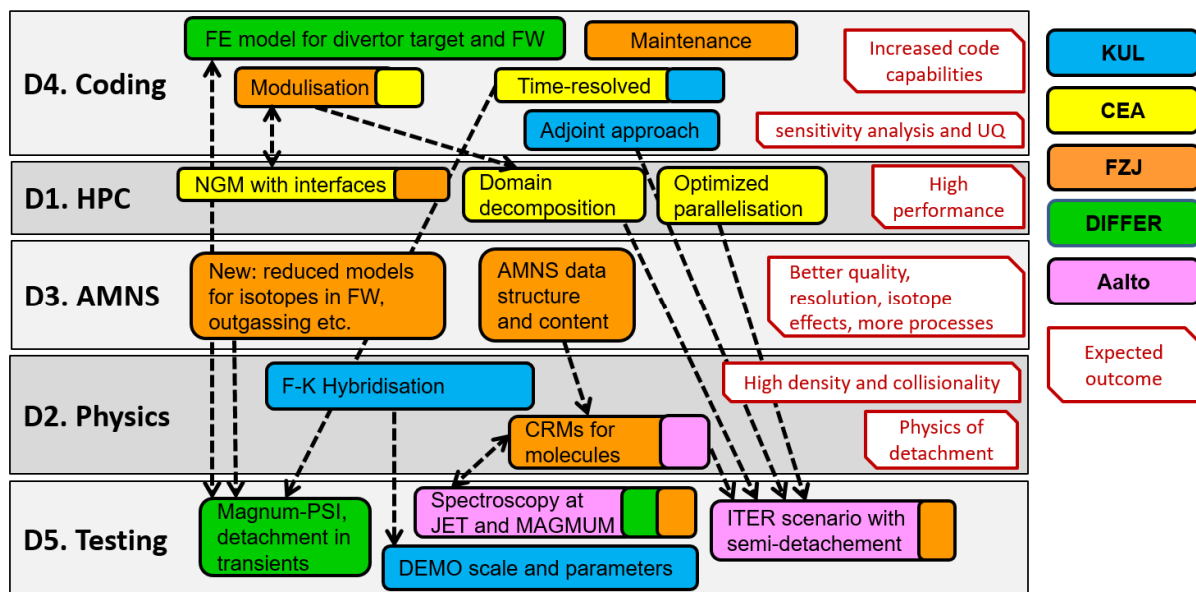 D4. Coding
FE model for divertor target and FW
Maintenance
Modulisation
Time-resolved
Adjoint approach
Increased code
capabilities
sensitivity analysis and UQ
D1. HPC
NGM with interfaces
Domain
decomposition
Optimized
parallelisation
High
performance
D3. AMNS
New: reduced models
for isotopes in FW,
outgassing etc.
AMNS data
structure
and content
Better quality,
resolution, isotope
effects, more processes
D2. Physics
F-K Hybridisation
CRMs for
molecules
High density and collisionality
Physics of
detachment
D5. Testing
Magnum-PSI,
detachment in
transients
Spectroscopy at
JET and MAGMUM
DEMO scale and parameters
ITER scenario with
semi-detachement
KUL
CEA
FZJ
DIFFER
Aalto
Expected
outcome